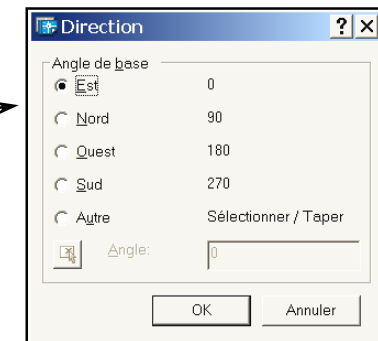 Direction
Angle de base
Est 0
Nord 90
Ouest 180
Sud 270
Autre Sélectionner / Taper
Angle: 0
OK Annuler